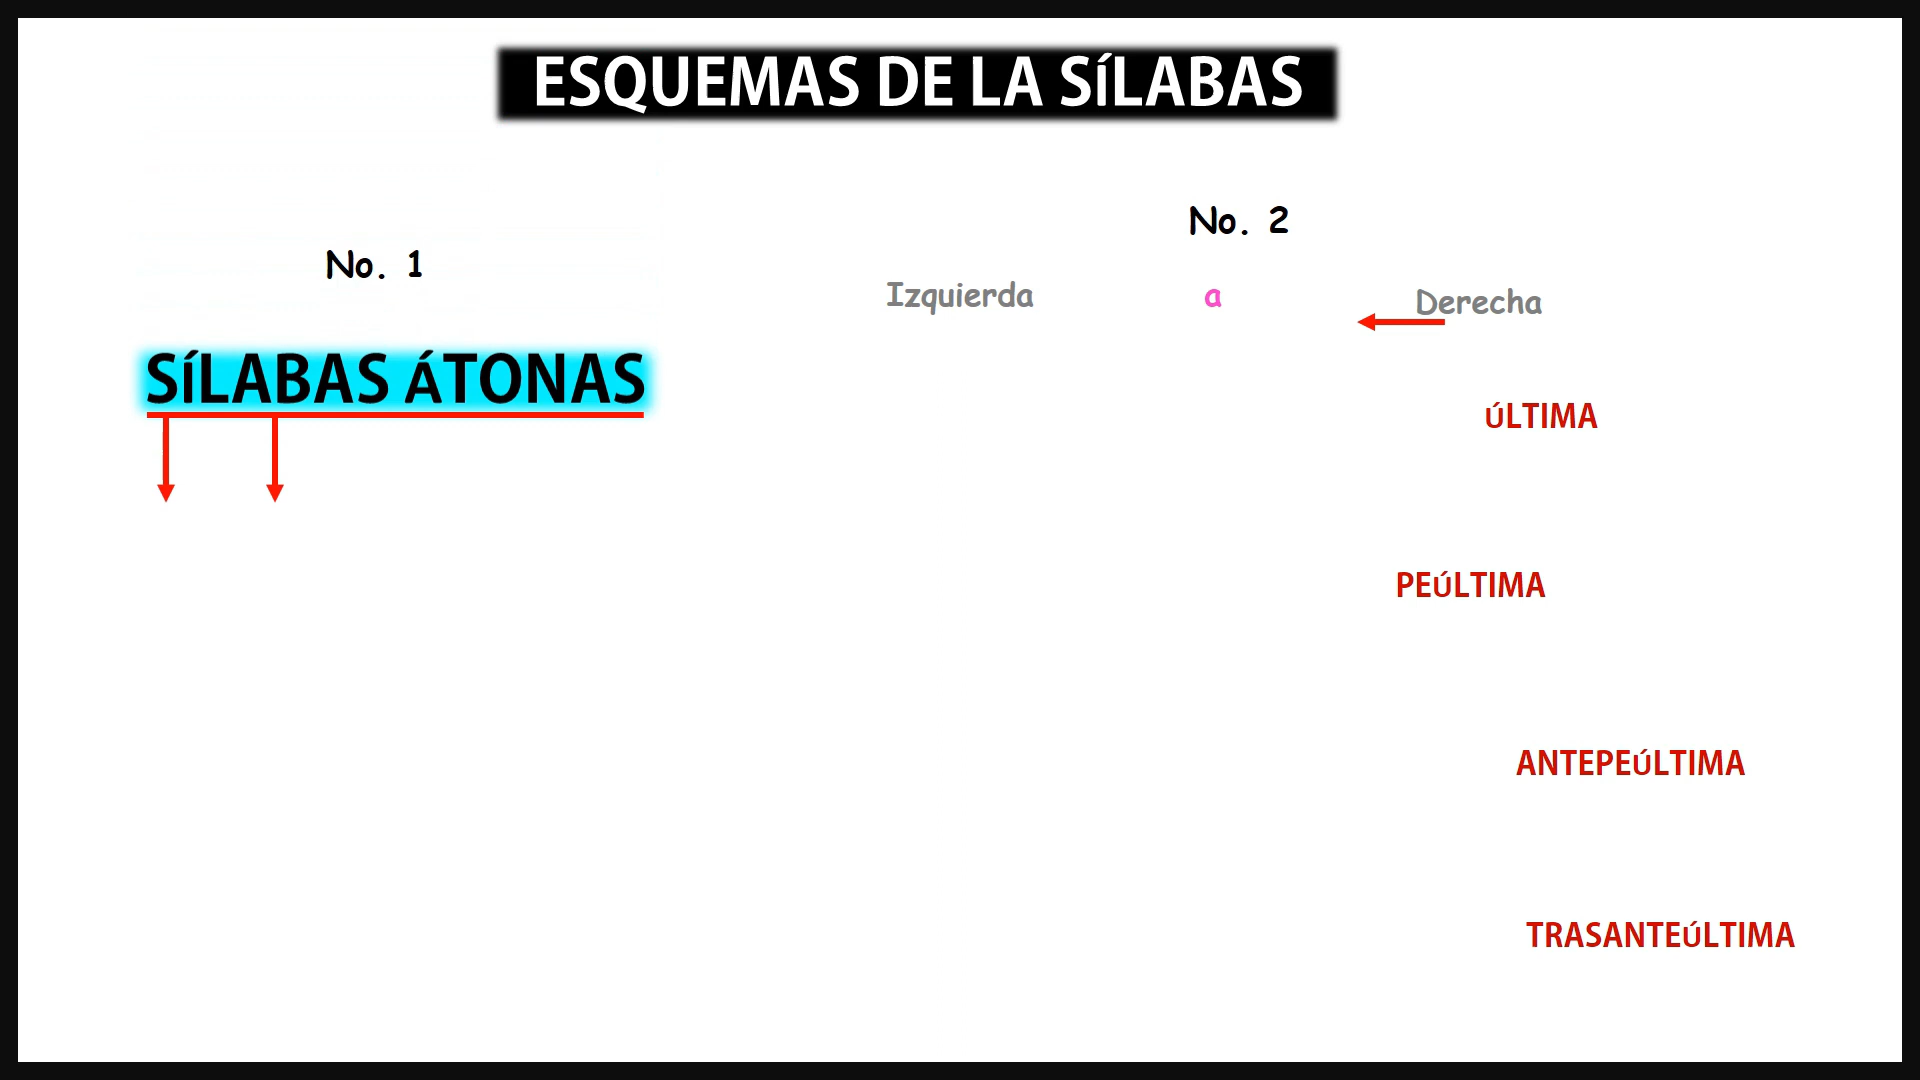 ESQUEMAS DE LA SÍLABAS
No. 1
SÍLABAS ÁTONAS
No. 2
Izquierda a Derecha
ÚLTIMA
PEÚLTIMA
ANTEPEÚLTIMA
TRASANTEÚLTIMA